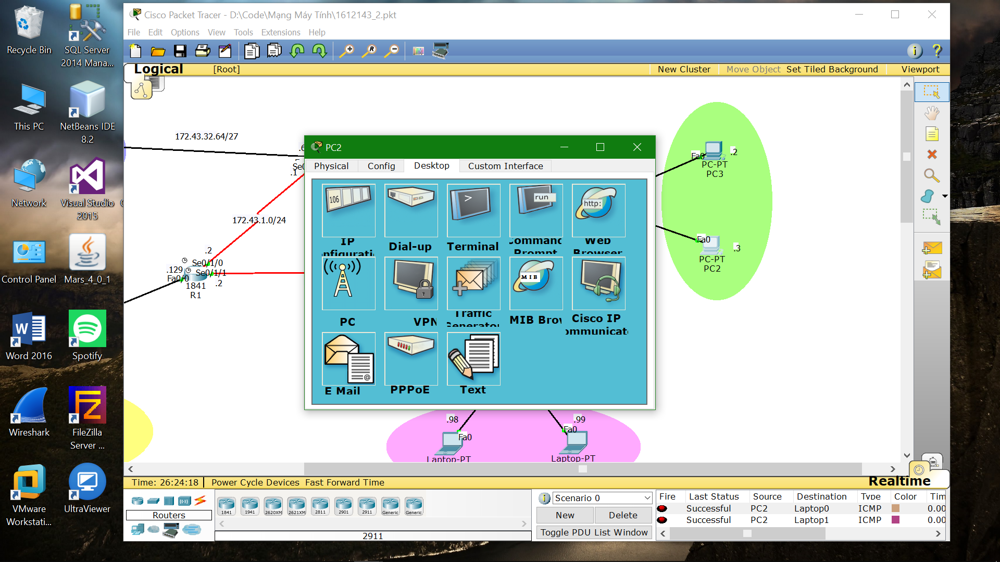 Recycle Bin
SQL Server
2014 Mana...
This PC
NetBeans IDE
8.2
Network
Visual Studio
2015
Control Panel
Mars_4_0_1
Word 2016
Spotify
Wireshark
FileZilla
Server ...
VMware
Workstati...
UltraViewer
Cisco Packet Tracer - D:\Code\Mạng Máy Tính\1612143_2.pkt
File Edit Options View Tools Extensions Help
Logical [Root] New Cluster Move Object Set Tiled Background Viewport
172.43.32.64/27
.1
172.43.1.0/24
.2
Se0/1/0
.129
Se0/1/1
Fa0/0
.2
1841
R1
PC2
Physical Config Desktop Custom Interface
106
>
run
http:
IP
Dial-up
Terminal
Command
Prompt
Web
Browser
MIB
PC
VPN
Traffic
Generator
MIB Brow
Cisco IP
ommunicato
@
E Mail
PPPoE
Text
Fa0
.2
PC-PT
PC3
Fa0
.3
PC-PT
PC2
.98
Fa0
Laptop-PT
.99
Fa0
Laptop-PT
Realtime
Time: 26:24:18 Power Cycle Devices Fast Forward Time
Routers
1841 1941 2620XM 2621XM 2811 2901 2911 Generic Generic
2911
Scenario 0
New Delete
Toggle PDU List Window
Fire Last Status Source Destination Type Color Tim
Successful PC2 Laptop0 ICMP 0.00
Successful PC2 Laptop1 ICMP 0.00